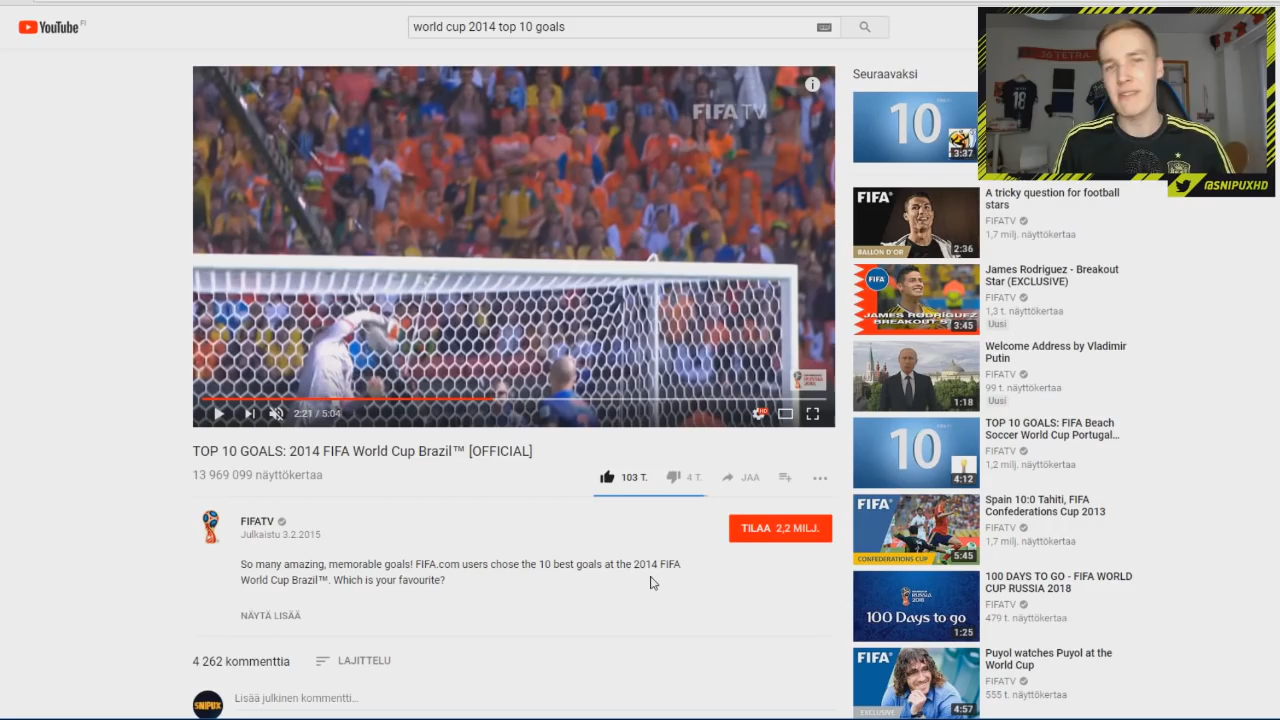 YouTube FI
world cup 2014 top 10 goals
FIFA TV
2:21 / 5:04
HD
TOP 10 GOALS: 2014 FIFA World Cup Brazil™ [OFFICIAL]
13 969 099 näyttökertaa
103 T.
4 T.
JAA
FIFATV
Julkaistu 3.2.2015
TILAA 2,2 MILJ.
So many amazing, memorable goals! FIFA.com users chose the 10 best goals at the 2014 FIFA
World Cup Brazil™. Which is your favourite?
NÄYTÄ LISÄÄ
4 262 kommenttia
LAJITTELU
SNIPUX
Lisää julkinen kommentti...
Seuraavaksi
10
3:37
18
@SNIPUXHD
FIFA
BALLON D'OR
2:36
A tricky question for football
stars
FIFATV
1,7 milj. näyttökertaa
FIFA
JAMES RODRIGUEZ
BREAKOUT S
3:45
James Rodriguez - Breakout
Star (EXCLUSIVE)
FIFATV
1,3 t. näyttökertaa
Uusi
1:18
Welcome Address by Vladimir
Putin
FIFATV
99 t. näyttökertaa
Uusi
10
4:12
TOP 10 GOALS: FIFA Beach
Soccer World Cup Portugal...
FIFATV
1,2 milj. näyttökertaa
FIFA
CONFEDERATIONS CUP
5:45
Spain 10:0 Tahiti, FIFA
Confederations Cup 2013
FIFATV
1,7 milj. näyttökertaa
100 Days to go
1:25
100 DAYS TO GO - FIFA WORLD
CUP RUSSIA 2018
FIFATV
479 t. näyttökertaa
FIFA
EXCLUSIVE
4:57
Puyol watches Puyol at the
World Cup
FIFATV
555 t. näyttökertaa